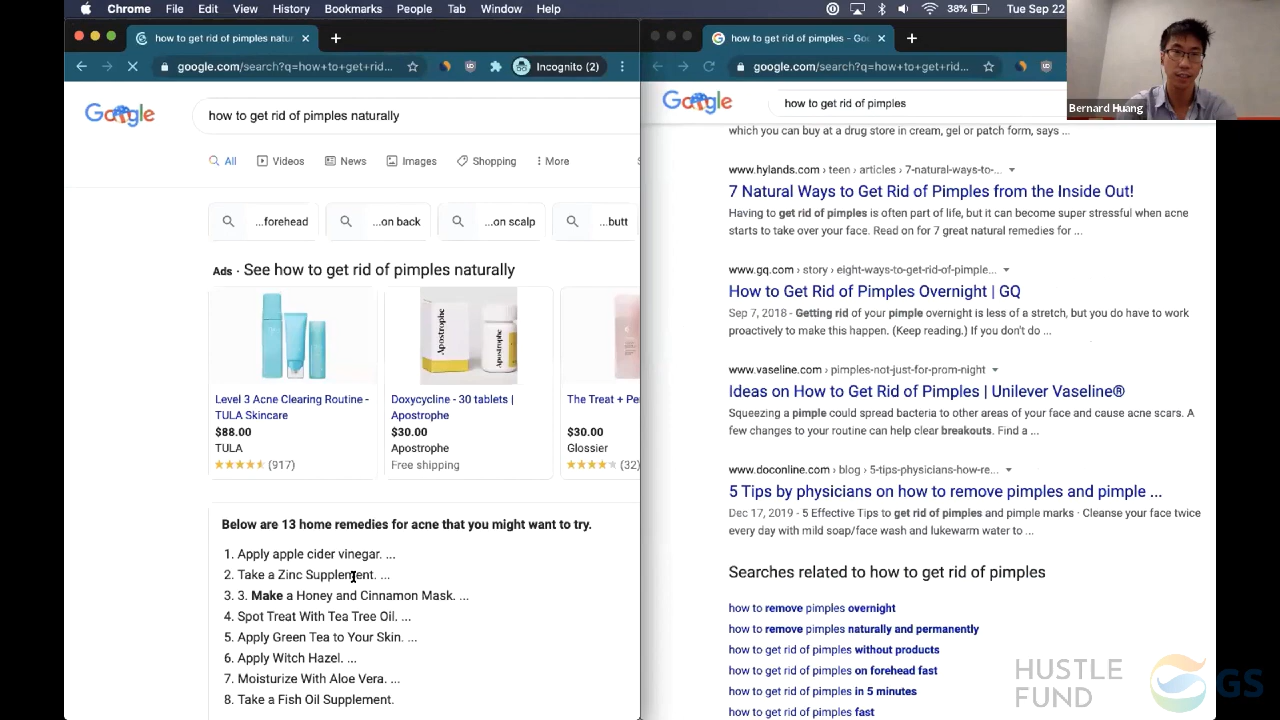 Chrome File Edit View History Bookmarks People Tab Window Help 38% Tue Sep 22
how to get rid of pimples natur
google.com/search?q=how+to+get+rid...
Incognito (2)
Google
how to get rid of pimples naturally
All Videos News Images Shopping More
...forehead ...on back ...on scalp ...butt
Ads · See how to get rid of pimples naturally
Apostrophe
Apostrophe
Level 3 Acne Clearing Routine -
TULA Skincare
$88.00
TULA
(917)
Doxycycline - 30 tablets |
Apostrophe
$30.00
Apostrophe
Free shipping
The Treat + Pe
$30.00
Glossier
(32)
Below are 13 home remedies for acne that you might want to try.
1. Apply apple cider vinegar. ...
2. Take a Zinc Supplement. ...
3. 3. Make a Honey and Cinnamon Mask. ...
4. Spot Treat With Tea Tree Oil. ...
5. Apply Green Tea to Your Skin. ...
6. Apply Witch Hazel. ...
7. Moisturize With Aloe Vera. ...
8. Take a Fish Oil Supplement.
how to get rid of pimples - Goo
google.com/search?q=how+to+get+rid...
Google
how to get rid of pimples
Bernard Huang
which you can buy at a drug store in cream, gel or patch form, says ...
www.hylands.com › teen › articles › 7-natural-ways-to-...
7 Natural Ways to Get Rid of Pimples from the Inside Out!
Having to get rid of pimples is often part of life, but it can become super stressful when acne
starts to take over your face. Read on for 7 great natural remedies for ...
www.gq.com › story › eight-ways-to-get-rid-of-pimple...
How to Get Rid of Pimples Overnight | GQ
Sep 7, 2018 - Getting rid of your pimple overnight is less of a stretch, but you do have to work
proactively to make this happen. (Keep reading.) If you don't do ...
www.vaseline.com › pimples-not-just-for-prom-night
Ideas on How to Get Rid of Pimples | Unilever Vaseline®
Squeezing a pimple could spread bacteria to other areas of your face and cause acne scars. A
few changes to your routine can help clear breakouts. Find a ...
www.doconline.com › blog › 5-tips-physicians-how-re...
5 Tips by physicians on how to remove pimples and pimple ...
Dec 17, 2019 - 5 Effective Tips to get rid of pimples and pimple marks · Cleanse your face twice
every day with mild soap/face wash and lukewarm water to ...
Searches related to how to get rid of pimples
how to remove pimples overnight
how to remove pimples naturally and permanently
how to get rid of pimples without products
how to get rid of pimples on forehead fast
how to get rid of pimples in 5 minutes
how to get rid of pimples fast
HUSTLE
FUND
GS